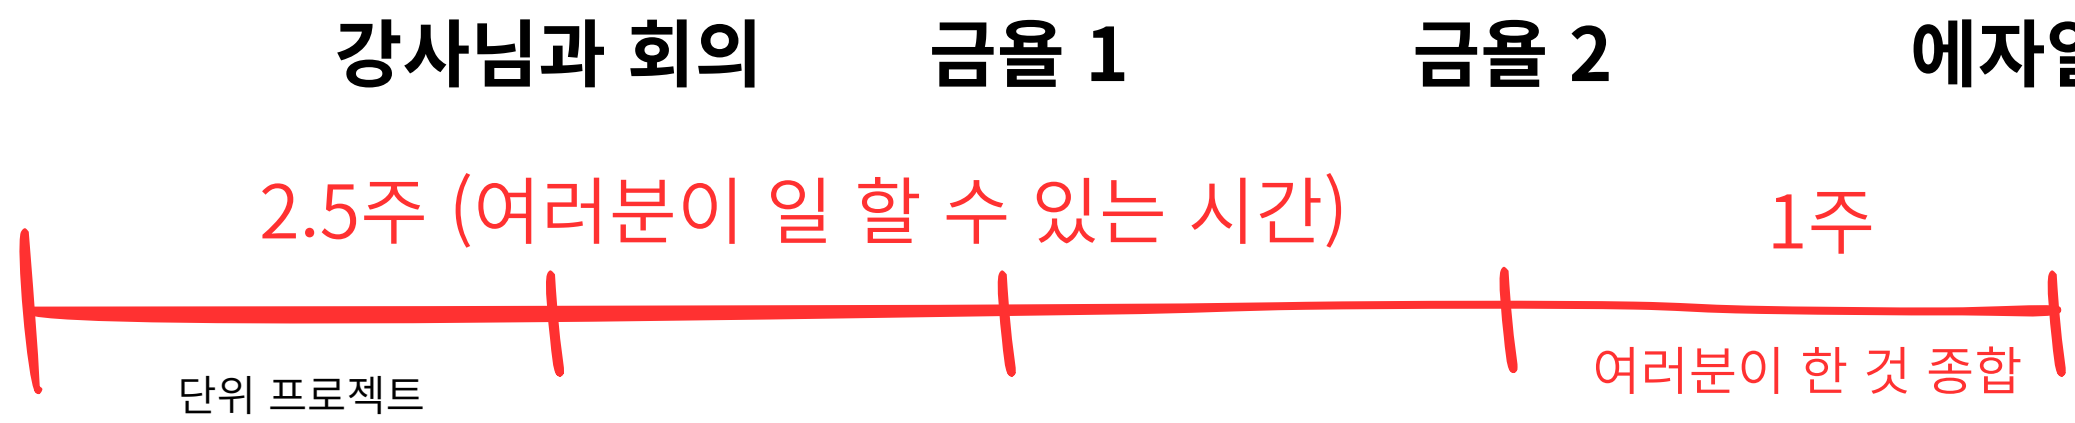 강사님과 회의 금욜 1 금욜 2 에자
2.5주 (여러분이 일 할 수 있는 시간) 1주
단위 프로젝트 여러분이 한 것 종합